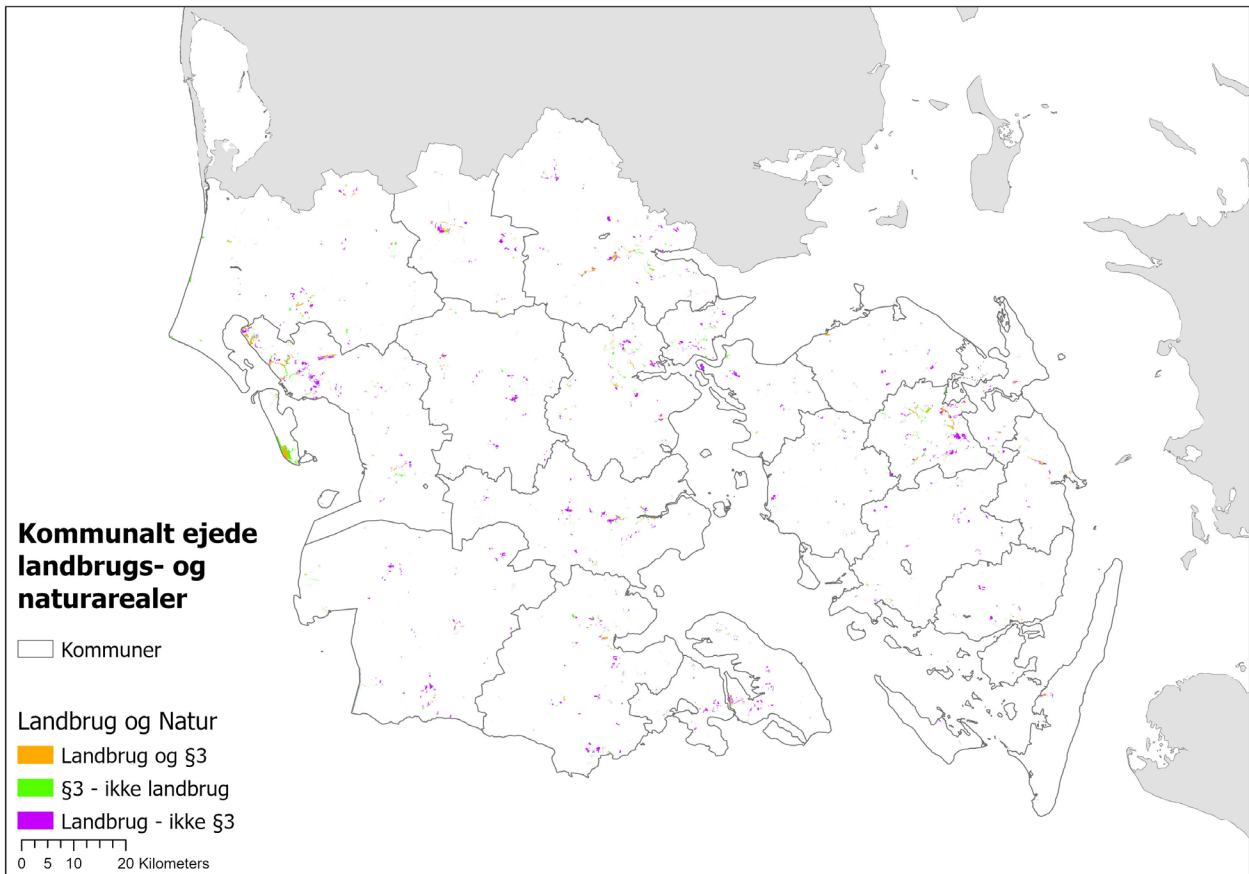 Kommunalt ejede
landbrugs- og
naturarealer
Kommuner
Landbrug og Natur
Landbrug og §3
§3 - ikke landbrug
Landbrug - ikke §3
0 5 10 20 Kilometers